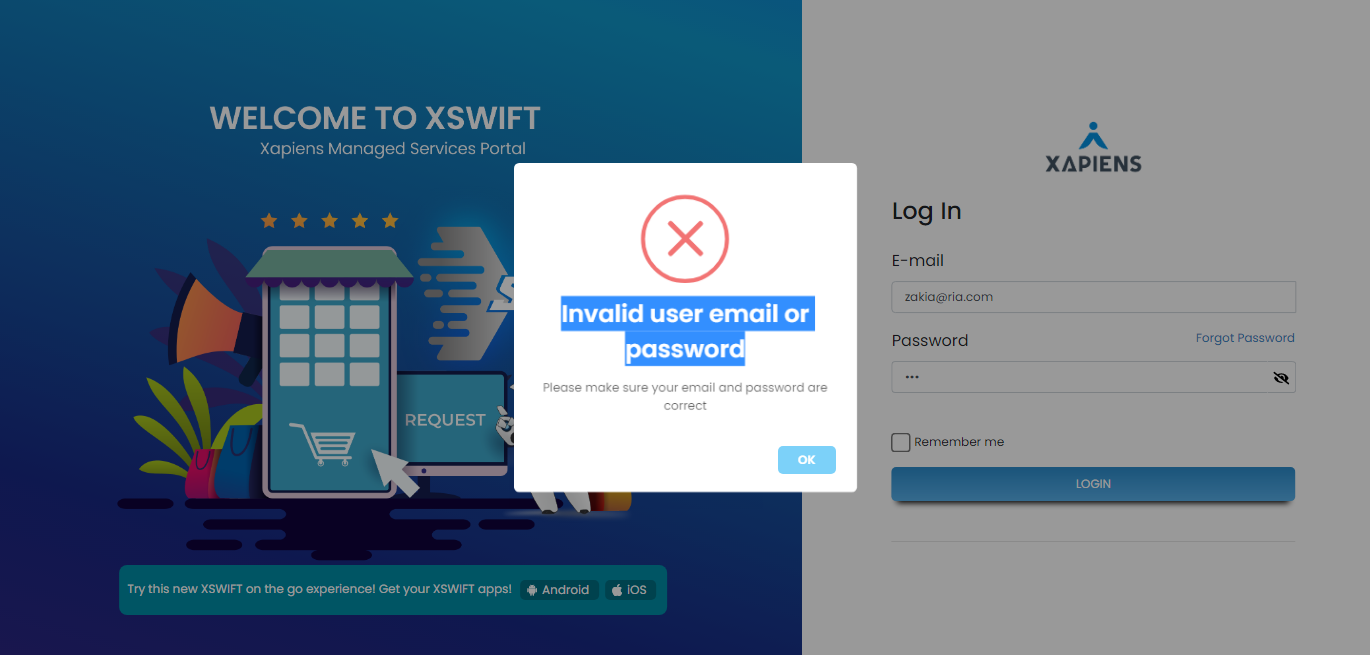 WELCOME TO XSWIFT
Xapiens Managed Services Portal
REQUEST
Try this new XSWIFT on the go experience! Get your XSWIFT apps! Android iOS
Invalid user email or
password
Please make sure your email and password are
correct
OK
XAPIENS
Log In
E-mail
zakia@ria.com
Password Forgot Password
•••
Remember me
LOGIN